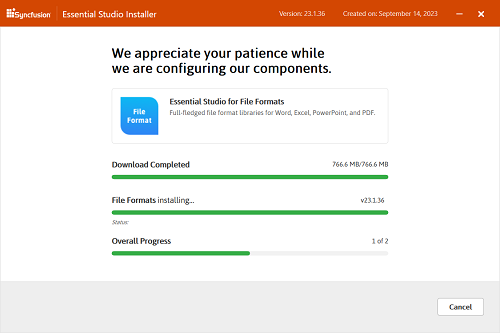 Syncfusion Essential Studio Installer Version: 23.1.36 Created on: September 14, 2023
We appreciate your patience while
we are configuring our components.
File
Format
Essential Studio for File Formats
Full-fledged file format libraries for Word, Excel, PowerPoint, and PDF.
Download Completed 766.6 MB/766.6 MB
File Formats installing... v23.1.36
Status:
Overall Progress 1 of 2
Cancel